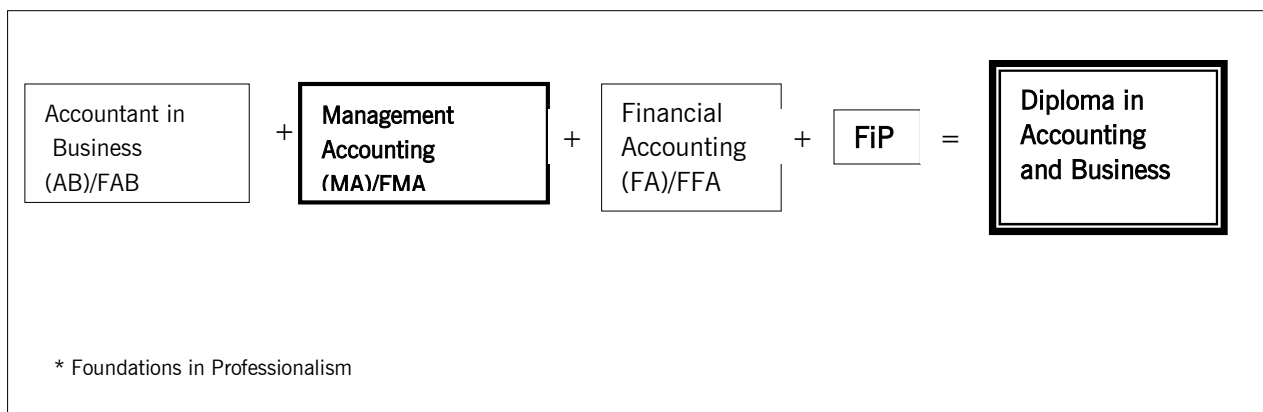 Accountant in
Business
(AB)/FAB
+
Management
Accounting
(MA)/FMA
+
Financial
Accounting
(FA)/FFA
+
FiP
=
Diploma in
Accounting
and Business
* Foundations in Professionalism